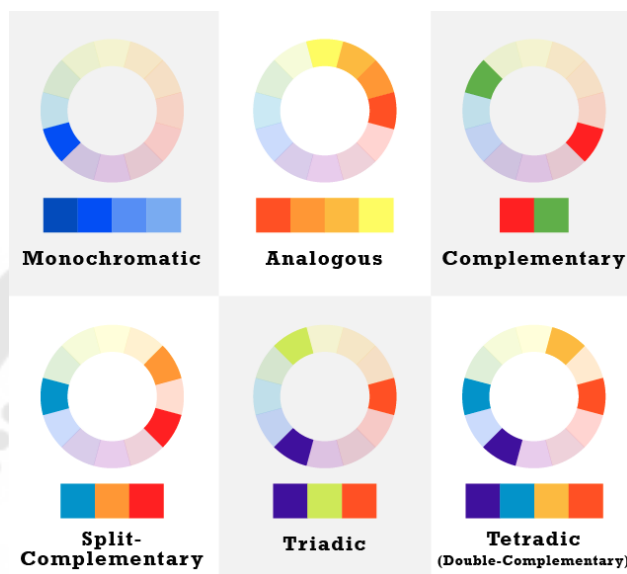 Monochromatic
Analogous
Complementary
Split-
Complementary
Triadic
Tetradic
(Double-Complementary)